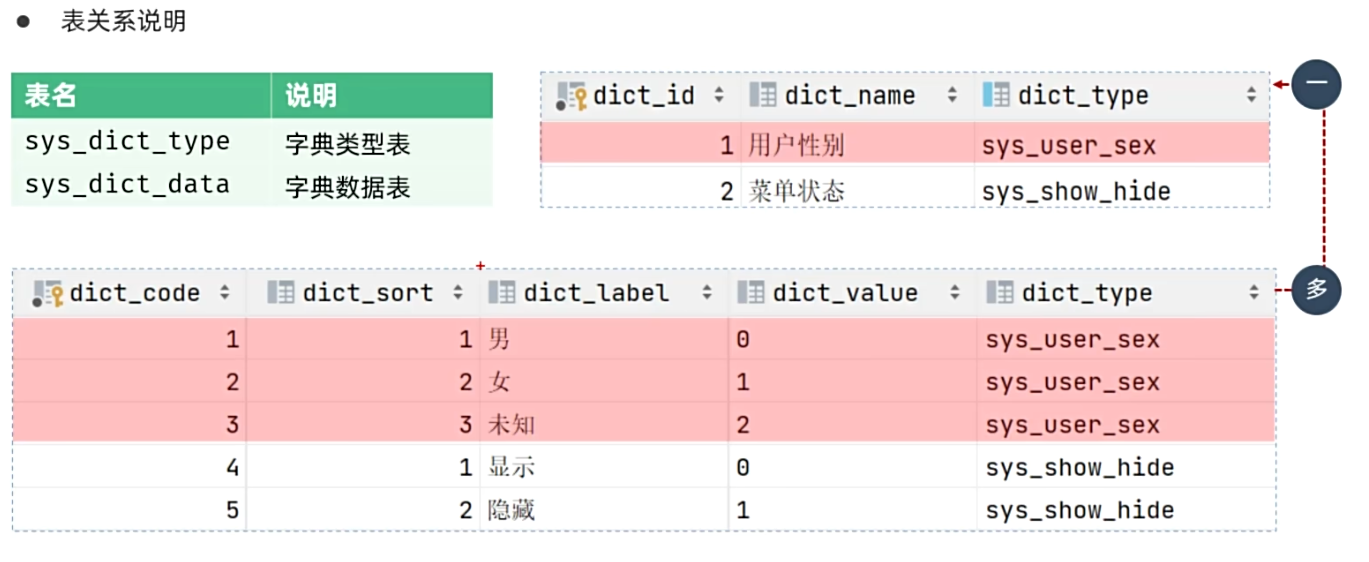 ● 表关系说明
表名 说明
sys_dict_type 字典类型表
sys_dict_data 字典数据表
dict_id dict_name dict_type 一
1 用户性别 sys_user_sex
2 菜单状态 sys_show_hide
dict_code dict_sort dict_label dict_value dict_type 多
1 1 男 0 sys_user_sex
2 2 女 1 sys_user_sex
3 3 未知 2 sys_user_sex
4 1 显示 0 sys_show_hide
5 2 隐藏 1 sys_show_hide